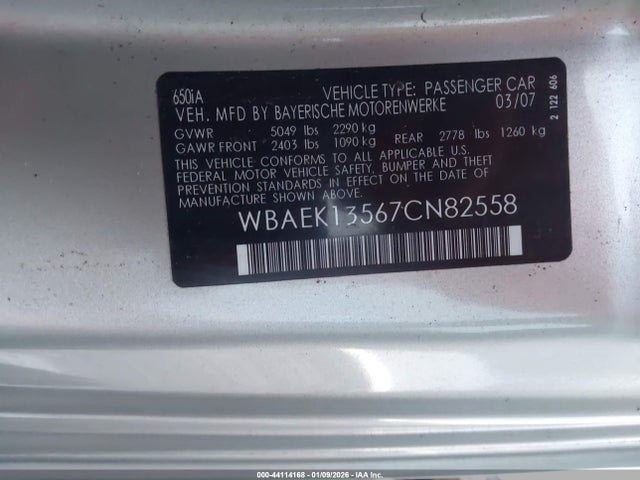 650iA VEHICLE TYPE: PASSENGER CAR
VEH. MFD BY BAYERISCHE MOTORENWERKE 03/07
GVWR 5049 lbs 2290 kg
GAWR FRONT 2403 lbs 1090 kg REAR 2778 lbs 1260 kg
THIS VEHICLE CONFORMS TO ALL APPLICABLE U.S.
FEDERAL MOTOR VEHICLE SAFETY, BUMPER AND THEFT
PREVENTION STANDARDS IN EFFECT ON THE DATE OF
MANUFACTURE SHOWN ABOVE.
WBAEK13567CN82558
2 122 606
000-44114168 - 01/09/2026 - IAAI.COM